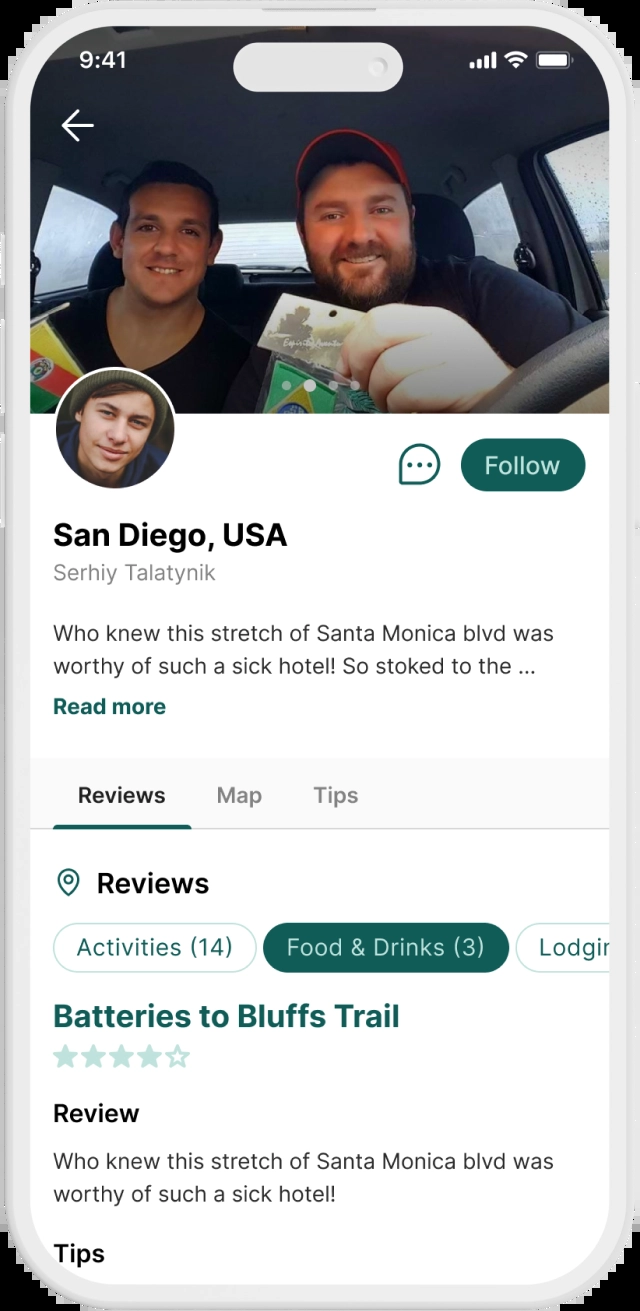 9:41
Espírito Santo
Follow
San Diego, USA
Serhiy Talatynik
Who knew this stretch of Santa Monica blvd was
worthy of such a sick hotel! So stoked to the ...
Read more
Reviews Map Tips
Reviews
Activities (14) Food & Drinks (3) Lodgin
Batteries to Bluffs Trail
Review
Who knew this stretch of Santa Monica blvd was
worthy of such a sick hotel!
Tips